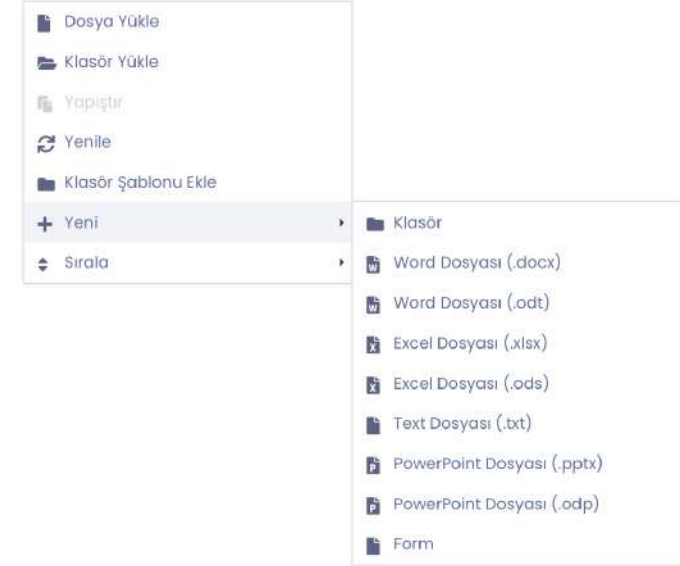 Dosya Yükle
Klasör Yükle
Yapıştır
Yenile
Klasör Şablonu Ekle
Yeni
Sırala
Klasör
Word Dosyası (.docx)
Word Dosyası (.odt)
Excel Dosyası (.xlsx)
Excel Dosyası (.ods)
Text Dosyası (.txt)
PowerPoint Dosyası (.pptx)
PowerPoint Dosyası (.odp)
Form